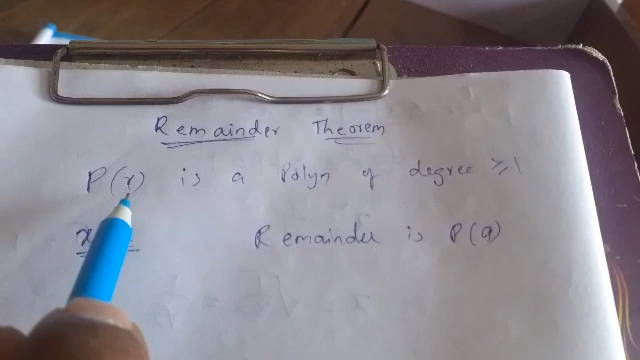 Remainder Theorem
P(x) is a Polyn of degree ≥ 1
Remainder is P(a)